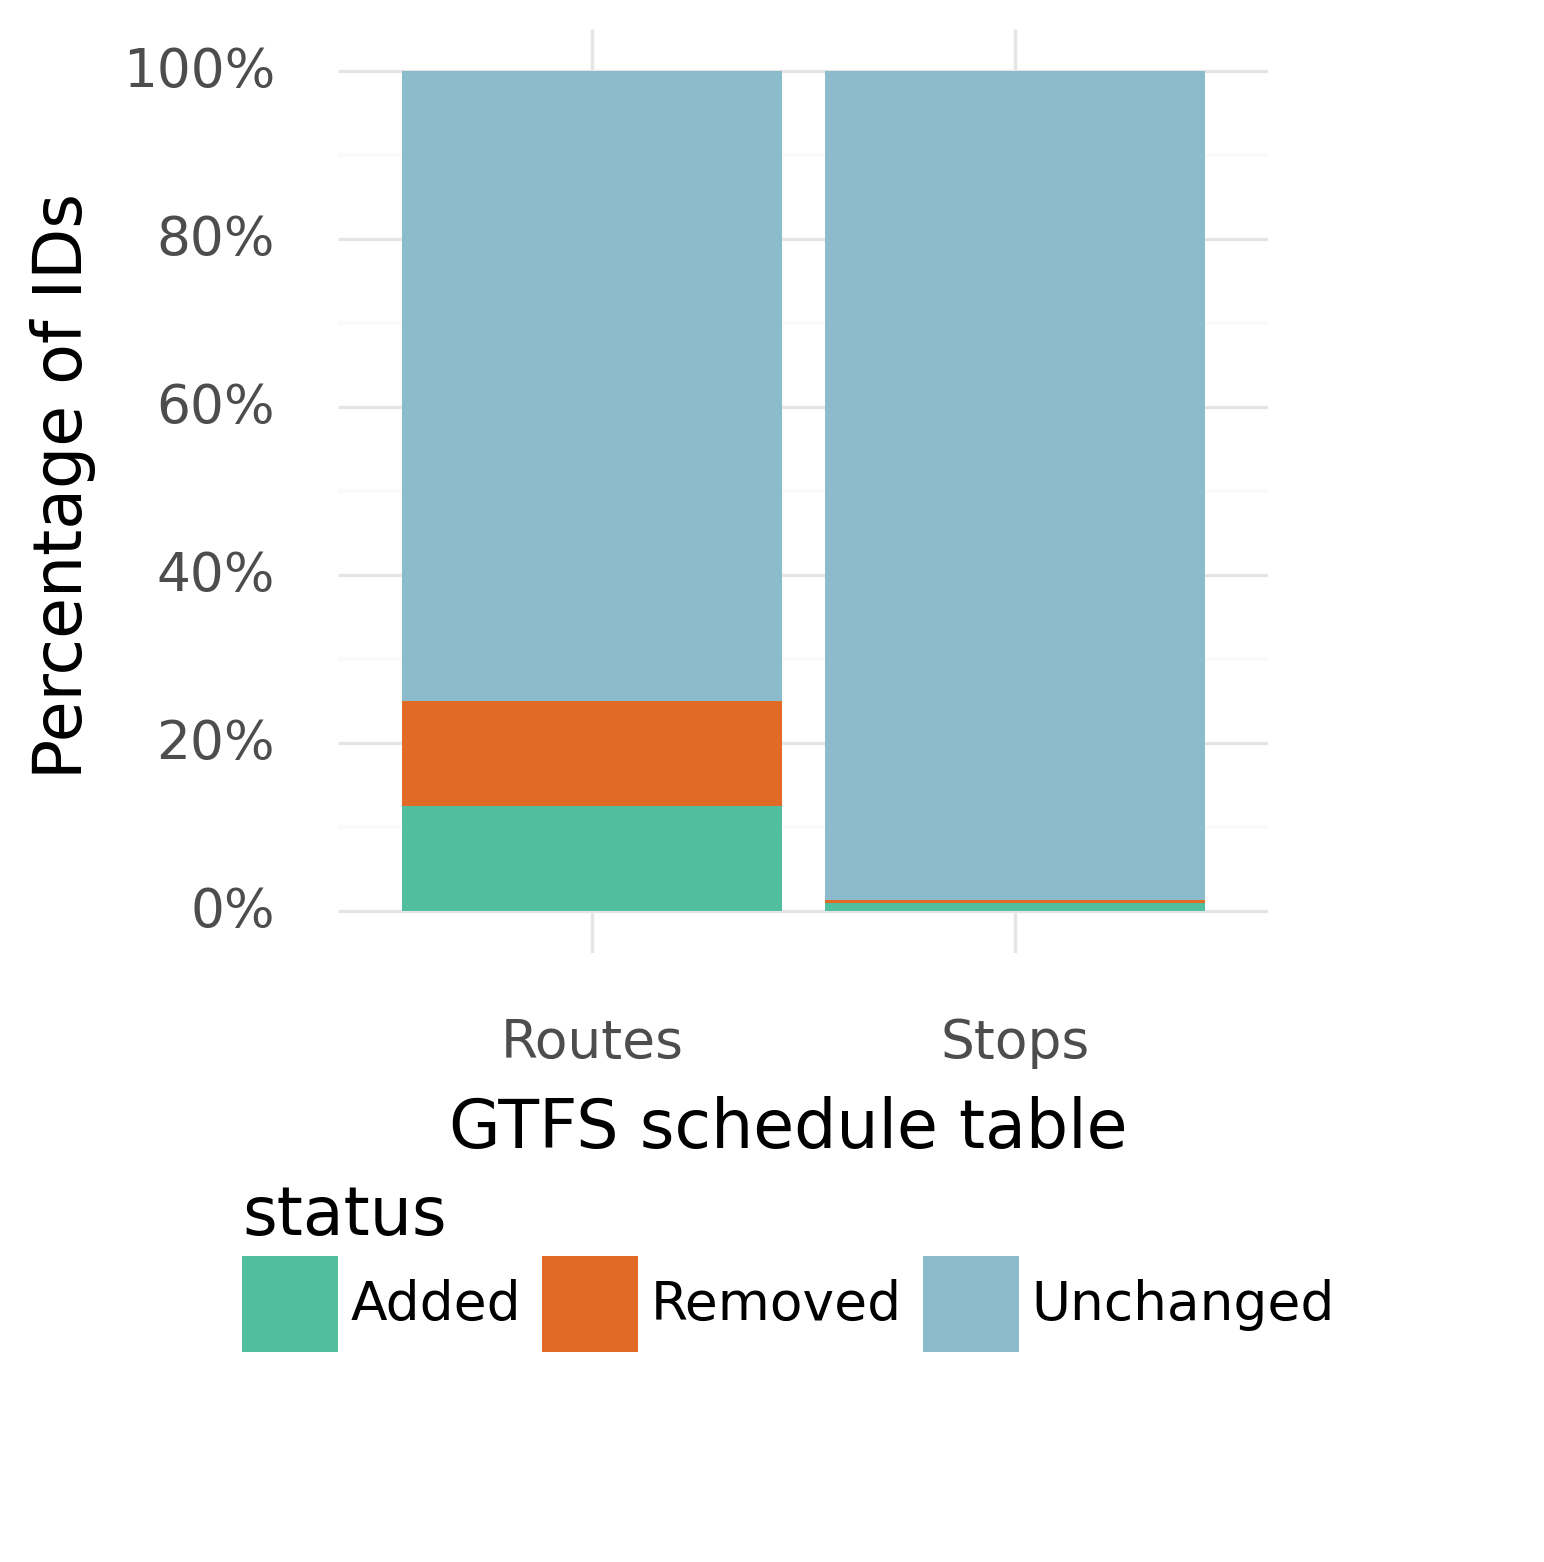 Percentage of IDs
100%
80%
60%
40%
20%
0%
Routes Stops
GTFS schedule table
status
Added Removed Unchanged